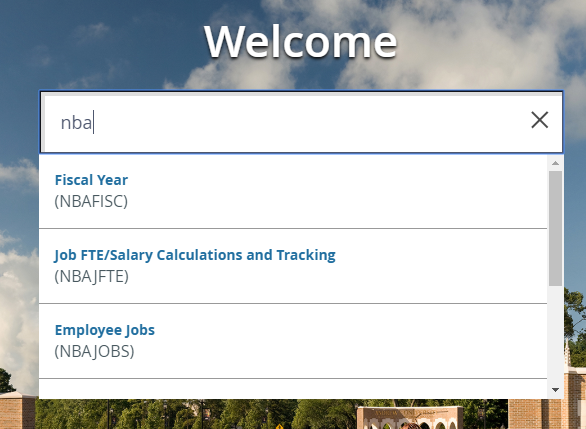 Welcome
nba
Fiscal Year
(NBAFISC)
Job FTE/Salary Calculations and Tracking
(NBAJFTE)
Employee Jobs
(NBAJOBS)